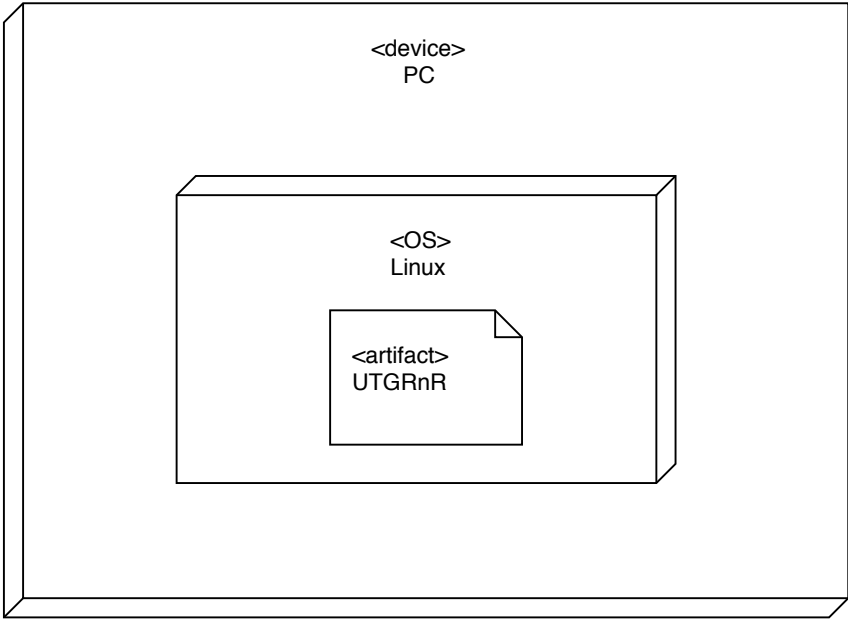 <device>
PC
<OS>
Linux
<artifact>
UTGRnR